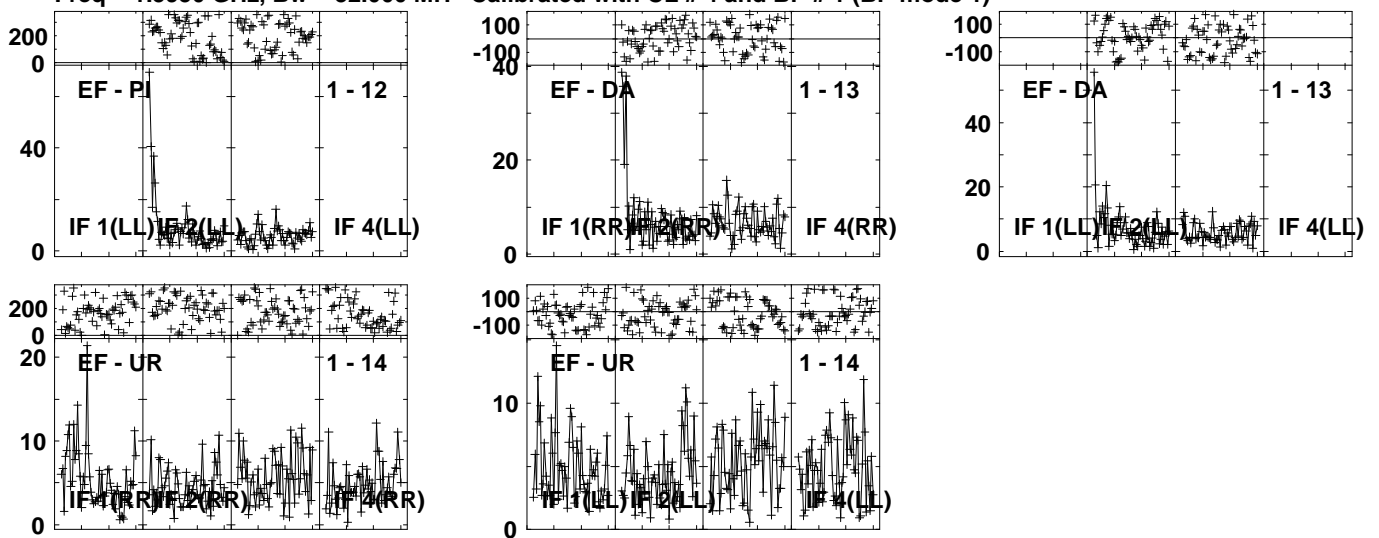 200
0
EF - PI
1 - 12
40
0
IF 1(LL)
IF 2(LL)
IF 4(LL)
100
-100
40
EF - DA
1 - 13
20
0
IF 1(RR)
IF 2(RR)
IF 4(RR)
100
-100
EF - DA
1 - 13
40
20
0
IF 1(LL)
IF 2(LL)
IF 4(LL)
200
0
20
EF - UR
1 - 14
10
0
IF 1(RR)
IF 2(RR)
IF 4(RR)
100
-100
EF - UR
1 - 14
10
0
IF 1(LL)
IF 2(LL)
IF 4(LL)